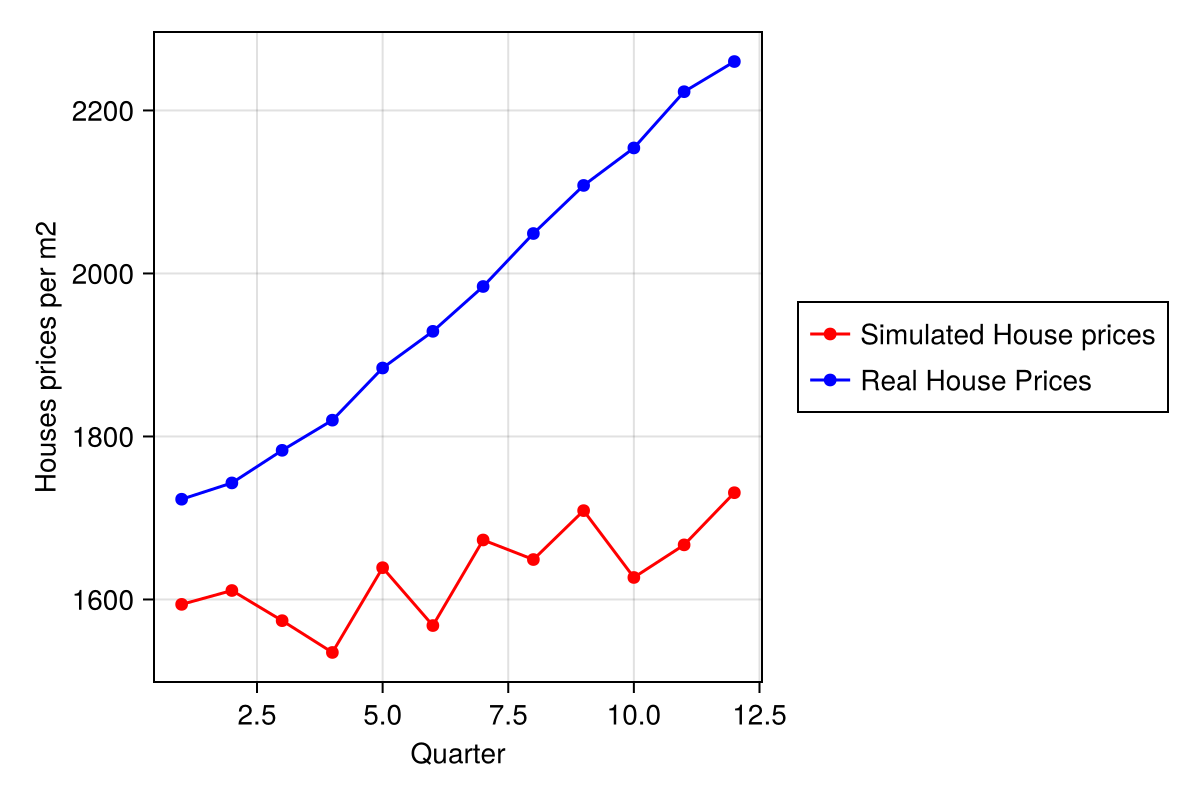 2200
2000
1800
1600
Houses prices per m2
2.5 5.0 7.5 10.0 12.5
Quarter
Simulated House prices
Real House Prices